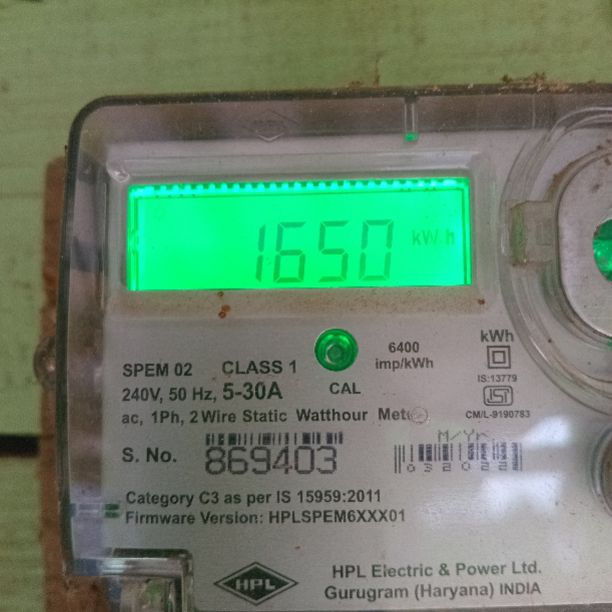 1650 kWh
6400
imp/kWh
kWh
IS:13779
CM/L-9190783
SPEM 02 CLASS 1
240V, 50 Hz, 5-30A
CAL
ac, 1Ph, 2 Wire Static Watthour Meter
M/Yr.
S. No. 869403
032022
Category C3 as per IS 15959:2011
Firmware Version: HPLSPEM6XXX01
HPL
HPL Electric & Power Ltd.
Gurugram (Haryana) INDIA